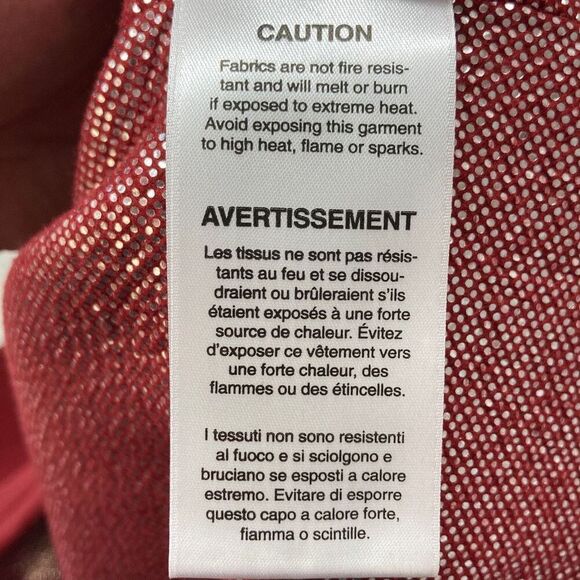 CAUTION
Fabrics are not fire resis-
tant and will melt or burn
if exposed to extreme heat.
Avoid exposing this garment
to high heat, flame or sparks.
AVERTISSEMENT
Les tissus ne sont pas résis-
tants au feu et se dissou-
draient ou brûleraient s'ils
étaient exposés à une forte
source de chaleur. Évitez
d'exposer ce vêtement vers
une forte chaleur, des
flammes ou des étincelles.
I tessuti non sono resistenti
al fuoco e si sciolgono e
bruciano se esposti a calore
estremo. Evitare di esporre
questo capo a calore forte,
fiamma o scintille.